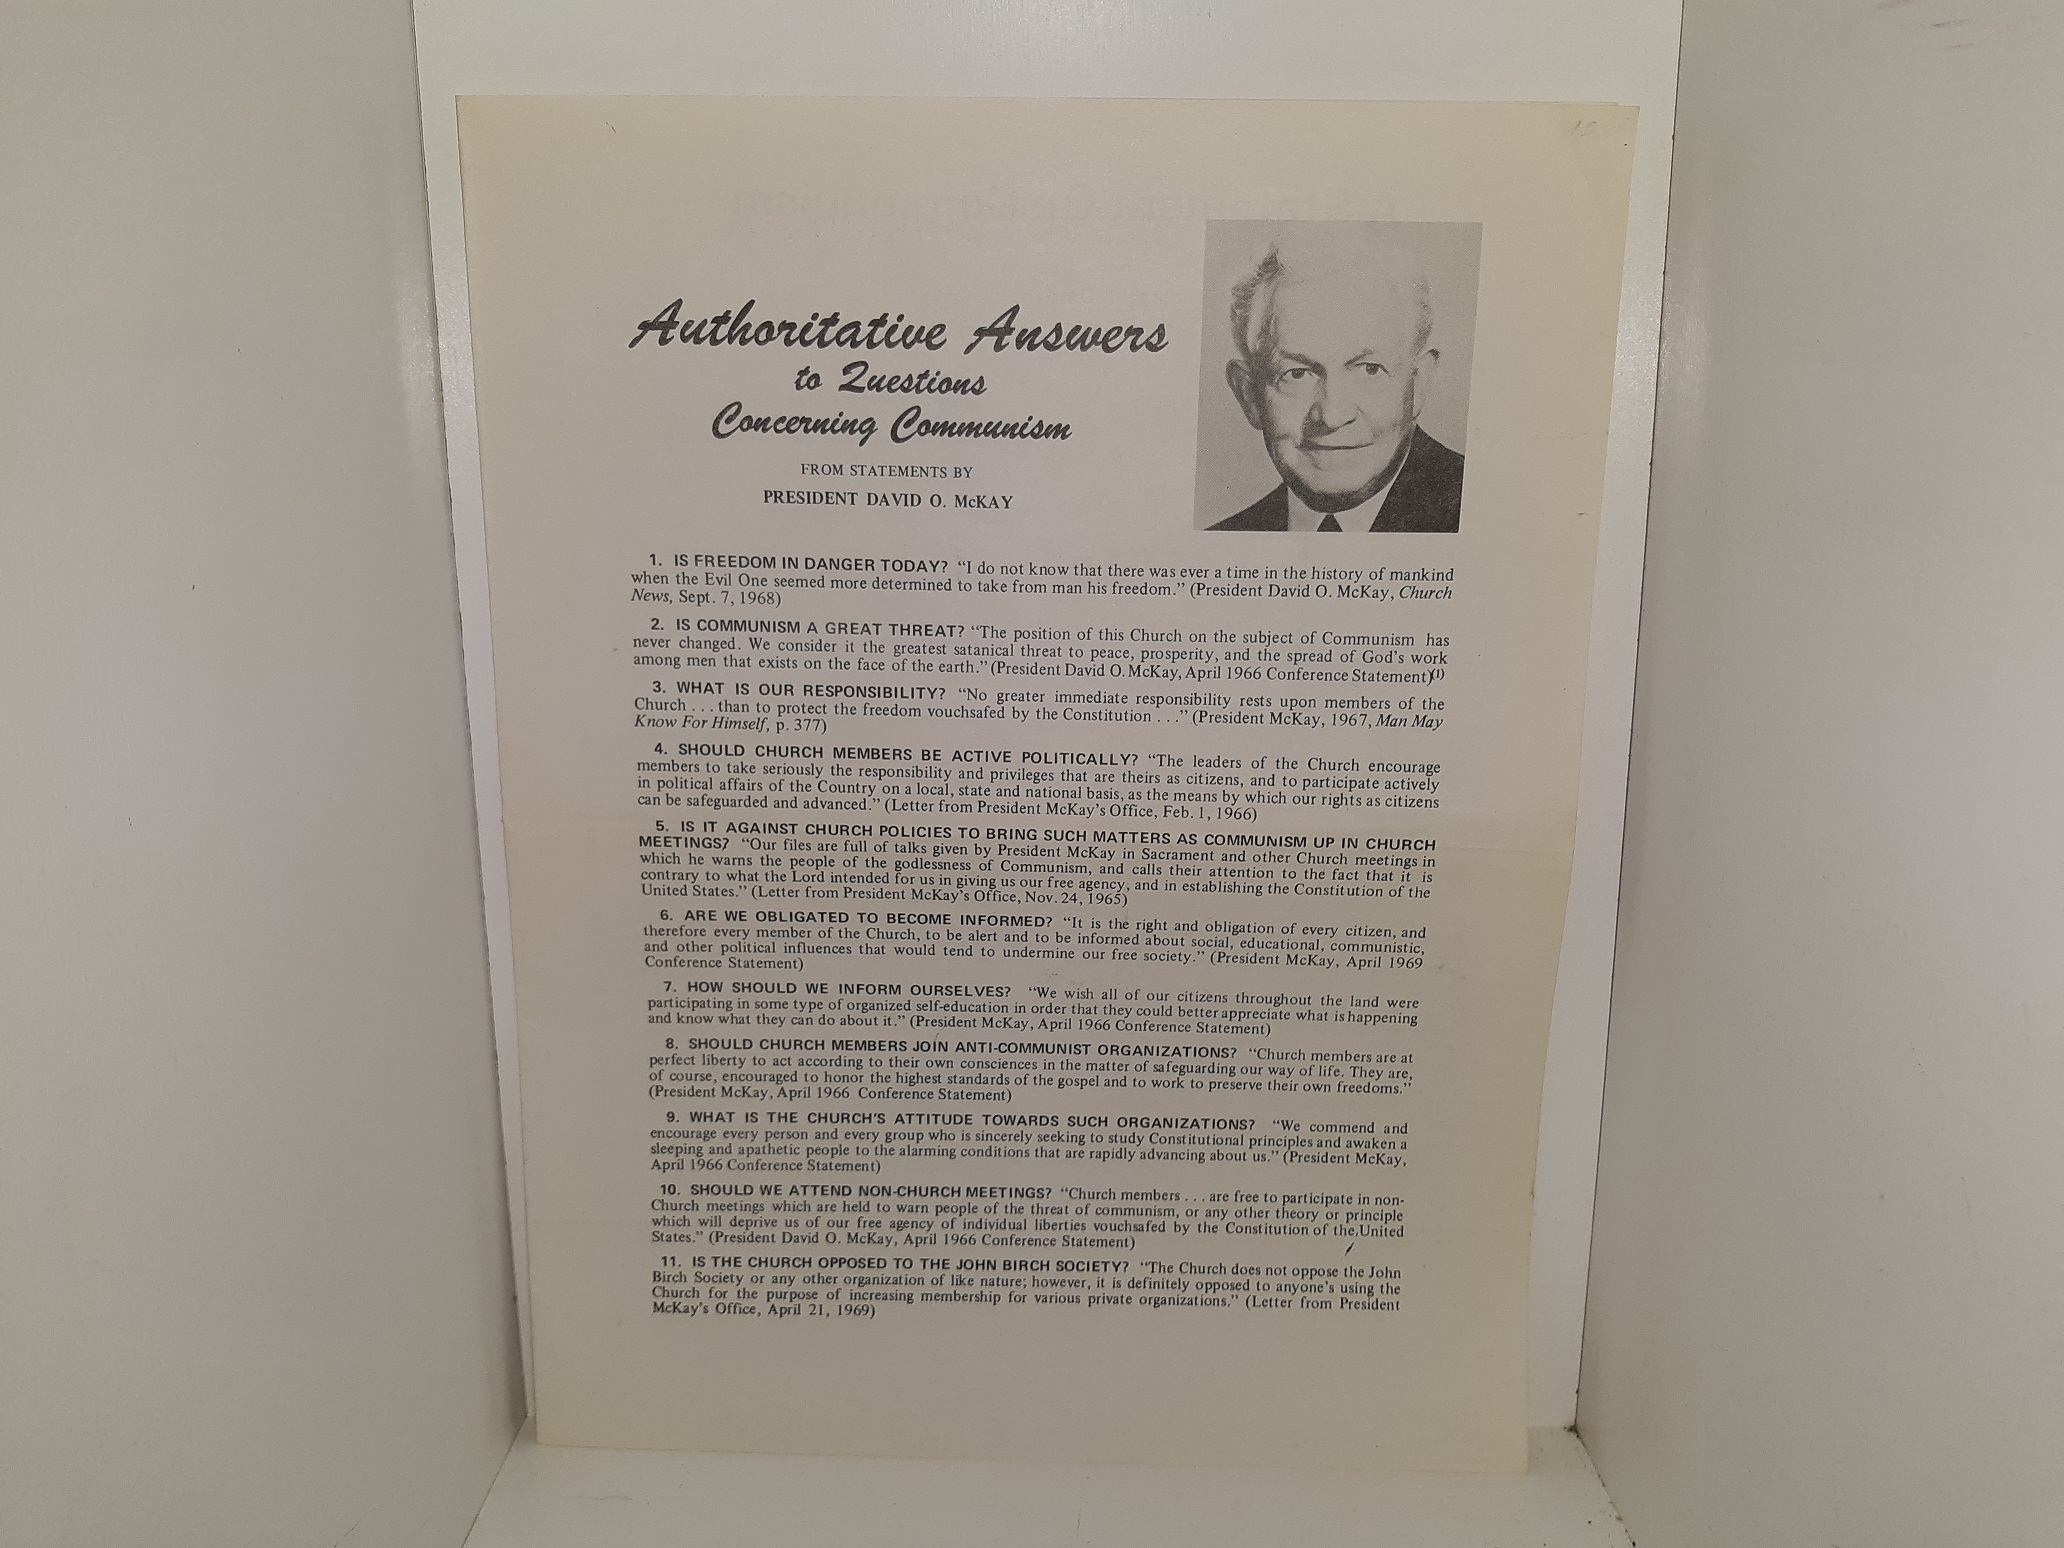 Authoritative Answers
to Questions
Concerning Communism
FROM STATEMENTS BY
PRESIDENT DAVID O. McKAY
1. IS FREEDOM IN DANGER TODAY? “I do not know that there was ever a time in the history of mankind
when the Evil One seemed more determined to take from man his freedom.” (President David O. McKay, Church
News, Sept. 7, 1968)
2. IS COMMUNISM A GREAT THREAT? “The position of this Church on the subject of Communism has
never changed. We consider it the greatest satanical threat to peace, prosperity, and the spread of God’s work
among men that exists on the face of the earth.” (President David O. McKay, April 1966 Conference Statement)(1)
3. WHAT IS OUR RESPONSIBILITY? “No greater immediate responsibility rests upon members of the
Church . . . than to protect the freedom vouchsafed by the Constitution . . .” (President McKay, 1967, Man May
Know For Himself, p. 377)
4. SHOULD CHURCH MEMBERS BE ACTIVE POLITICALLY? “The leaders of the Church encourage
members to take seriously the responsibility and privileges that are theirs as citizens, and to participate actively
in political affairs of the Country on a local, state and national basis, as the means by which our rights as citizens
can be safeguarded and advanced.” (Letter from President McKay’s Office, Feb. 1, 1966)
5. IS IT AGAINST CHURCH POLICIES TO BRING SUCH MATTERS AS COMMUNISM UP IN CHURCH
MEETINGS? “Our files are full of talks given by President McKay in Sacrament and other Church meetings in
which he warns the people of the godlessness of Communism, and calls their attention to the fact that it is
contrary to what the Lord intended for us in giving us our free agency, and in establishing the Constitution of the
United States.” (Letter from President McKay’s Office, Nov. 24, 1965)
6. ARE WE OBLIGATED TO BECOME INFORMED? “It is the right and obligation of every citizen, and
therefore every member of the Church, to be alert and to be informed about social, educational, communistic,
and other political influences that would tend to undermine our free society.” (President McKay, April 1969
Conference Statement)
7. HOW SHOULD WE INFORM OURSELVES? “We wish all of our citizens throughout the land were
participating in some type of organized self-education in order that they could better appreciate what is happening
and know what they can do about it.” (President McKay, April 1966 Conference Statement)
8. SHOULD CHURCH MEMBERS JOIN ANTI-COMMUNIST ORGANIZATIONS? “Church members are at
perfect liberty to act according to their own consciences in the matter of safeguarding our way of life. They are,
of course, encouraged to honor the highest standards of the gospel and to work to preserve their own freedoms.”
(President McKay, April 1966 Conference Statement)
9. WHAT IS THE CHURCH’S ATTITUDE TOWARDS SUCH ORGANIZATIONS? “We commend and
encourage every person and every group who is sincerely seeking to study Constitutional principles and awaken a
sleeping and apathetic people to the alarming conditions that are rapidly advancing about us.” (President McKay,
April 1966 Conference Statement)
10. SHOULD WE ATTEND NON-CHURCH MEETINGS? “Church members . . . are free to participate in non-
Church meetings which are held to warn people of the threat of communism, or any other theory or principle
which will deprive us of our free agency of individual liberties vouchsafed by the Constitution of the United
States.” (President David O. McKay, April 1966 Conference Statement)
11. IS THE CHURCH OPPOSED TO THE JOHN BIRCH SOCIETY? “The Church does not oppose the John
Birch Society or any other organization of like nature; however, it is definitely opposed to anyone’s using the
Church for the purpose of increasing membership for various private organizations.” (Letter from President
McKay’s Office, April 21, 1969)